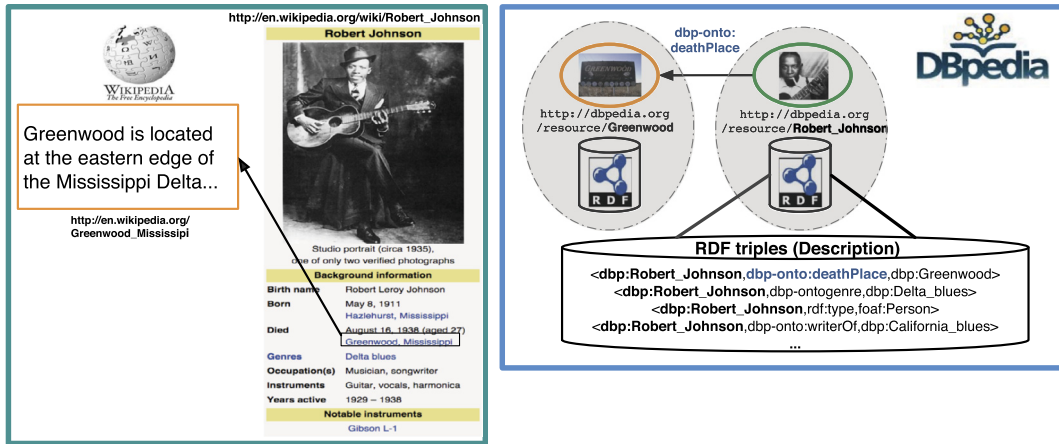 http://en.wikipedia.org/wiki/Robert_Johnson
Robert Johnson
WIKIPEDIA
The Free Encyclopedia
Greenwood is located
at the eastern edge of
the Mississippi Delta...
http://en.wikipedia.org/
Greenwood_Mississipi
Studio portrait (circa 1935),
one of only two verified photographs
Background information
Birth name Robert Leroy Johnson
Born May 8, 1911
Hazlehurst, Mississippi
Died August 16, 1938 (aged 27)
Greenwood, Mississippi
Genres Delta blues
Occupation(s) Musician, songwriter
Instruments Guitar, vocals, harmonica
Years active 1929 – 1938
Notable instruments
Gibson L-1
dbp-onto:
deathPlace
DBpedia
Greenwood
http://dbpedia.org
/resource/Greenwood
http://dbpedia.org
/resource/Robert_Johnson
RDF
RDF
RDF triples (Description)
<dbp:Robert_Johnson,dbp-onto:deathPlace,dbp:Greenwood>
<dbp:Robert_Johnson,dbp-ontogenre,dbp:Delta_blues>
<dbp:Robert_Johnson,rdf:type,foaf:Person>
<dbp:Robert_Johnson,dbp-onto:writerOf,dbp:California_blues>
...